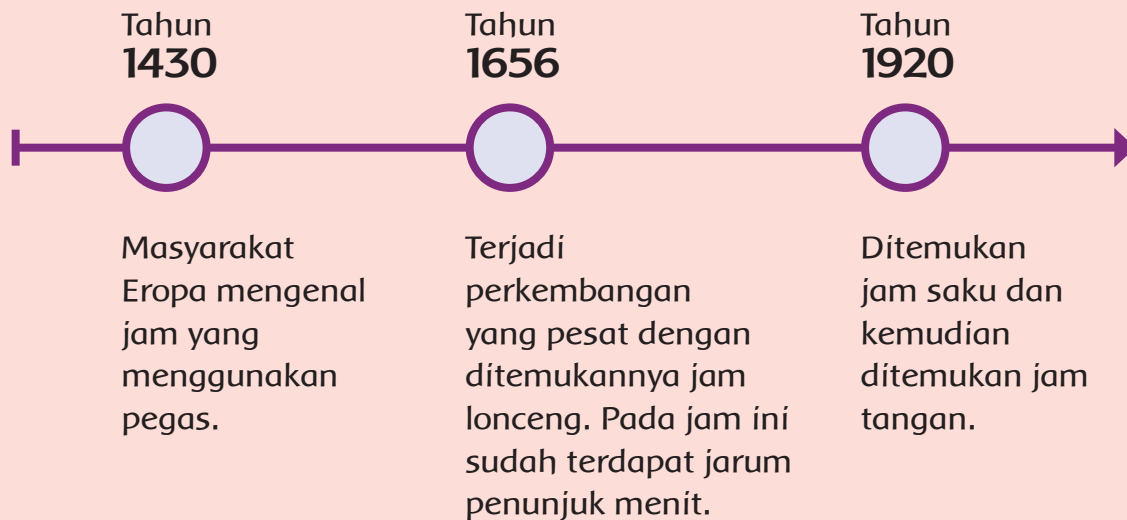 Tahun
1430
Masyarakat
Eropa mengenal
jam yang
menggunakan
pegas.
Tahun
1656
Terjadi
perkembangan
yang pesat dengan
ditemukannya jam
lonceng. Pada jam ini
sudah terdapat jarum
penunjuk menit.
Tahun
1920
Ditemukan
jam saku dan
kemudian
ditemukan jam
tangan.